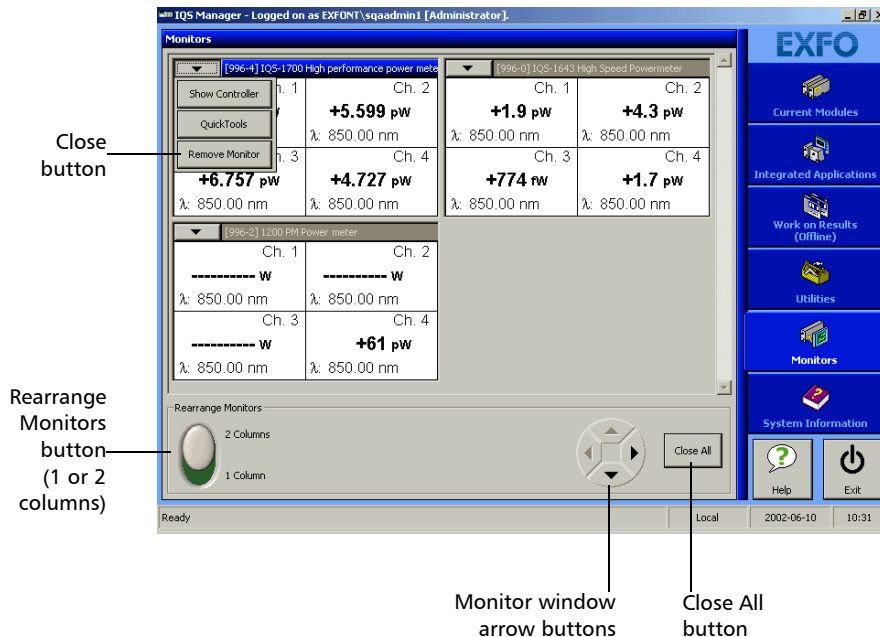 IQS Manager - Logged on as EXFONT\sqaadmin1 [Administrator].
Monitors
[996-4] IQS-1700 High performance power mete
Show Controller
QuickTools
Remove Monitor
h. 1
Ch. 2
+5.599 pW
λ: 850.00 nm
h. 3
Ch. 4
+6.757 pW
+4.727 pW
λ: 850.00 nm
λ: 850.00 nm
[996-0] IQS-1643 High Speed Powermeter
Ch. 1
Ch. 2
+1.9 pW
+4.3 pW
λ: 850.00 nm
λ: 850.00 nm
Ch. 3
Ch. 4
+774 fW
+1.7 pW
λ: 850.00 nm
λ: 850.00 nm
[996-2] 1200 PM Power meter
Ch. 1
Ch. 2
---------- W
---------- W
λ: 850.00 nm
λ: 850.00 nm
Ch. 3
Ch. 4
---------- W
+61 pW
λ: 850.00 nm
λ: 850.00 nm
Rearrange Monitors
2 Columns
1 Column
Close All
EXFO
Current Modules
Integrated Applications
Work on Results
(Offline)
Utilities
Monitors
System Information
Help
Exit
Ready
Local
2002-06-10
10:31
Close
button
Rearrange
Monitors
button
(1 or 2
columns)
Monitor window
arrow buttons
Close All
button